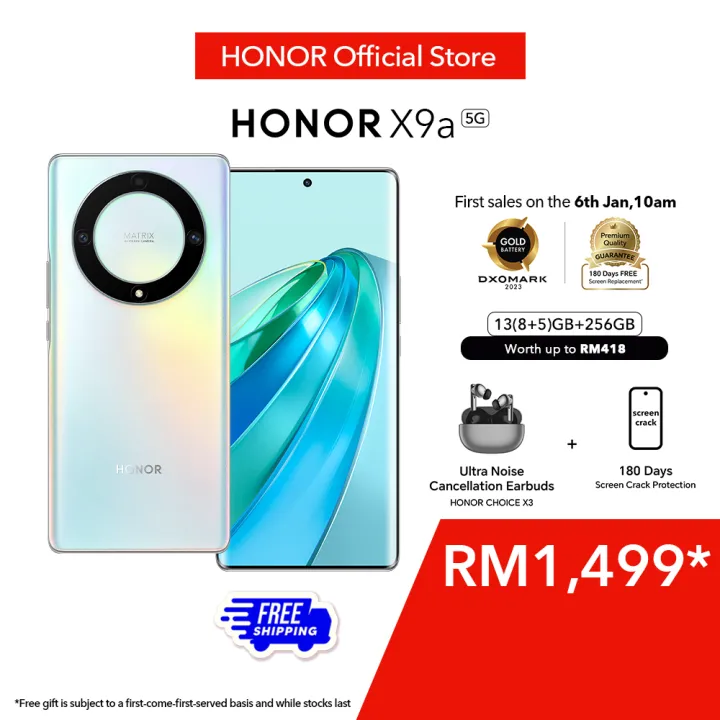 HONOR Official Store
HONOR X9a 5G
MATRIX
HONOR
First sales on the 6th Jan,10am
GOLD
BATTERY
DXOMARK
2023
Premium
Quality
GUARANTEE
180 Days FREE
Screen Replacement*
13(8+5)GB+256GB
Worth up to RM418
screen
crack
+
Ultra Noise
Cancellation Earbuds
HONOR CHOICE X3
180 Days
Screen Crack Protection
RM1,499*
FREE
SHIPPING
*Free gift is subject to a first-come-first-served basis and while stocks last